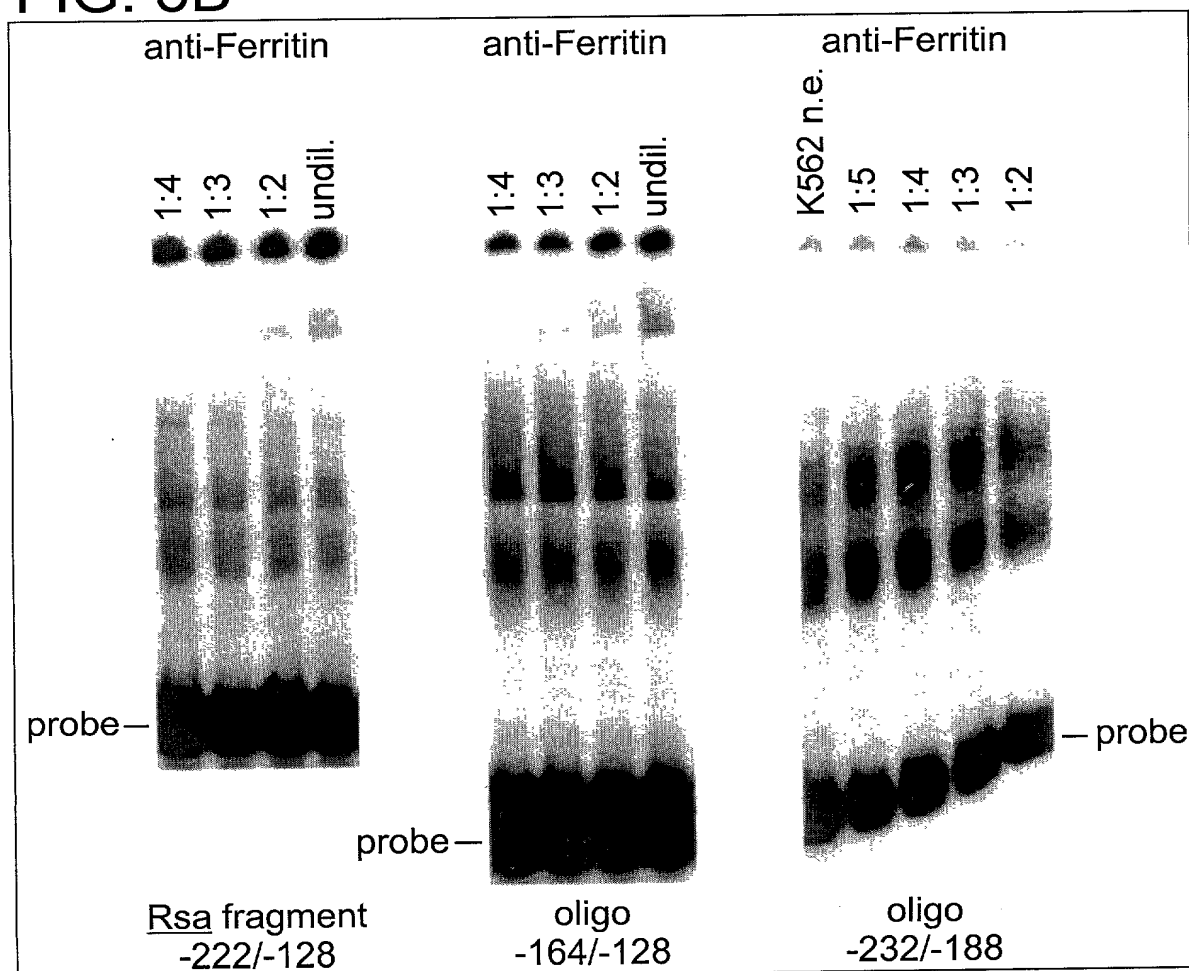 anti-Ferritin
anti-Ferritin
anti-Ferritin
1:4
1:3
1:2
undil.
1:4
1:3
1:2
undil.
K562 n.e.
1:5
1:4
1:3
1:2
probe
probe
probe
Rsa fragment
-222/-128
oligo
-164/-128
oligo
-232/-188